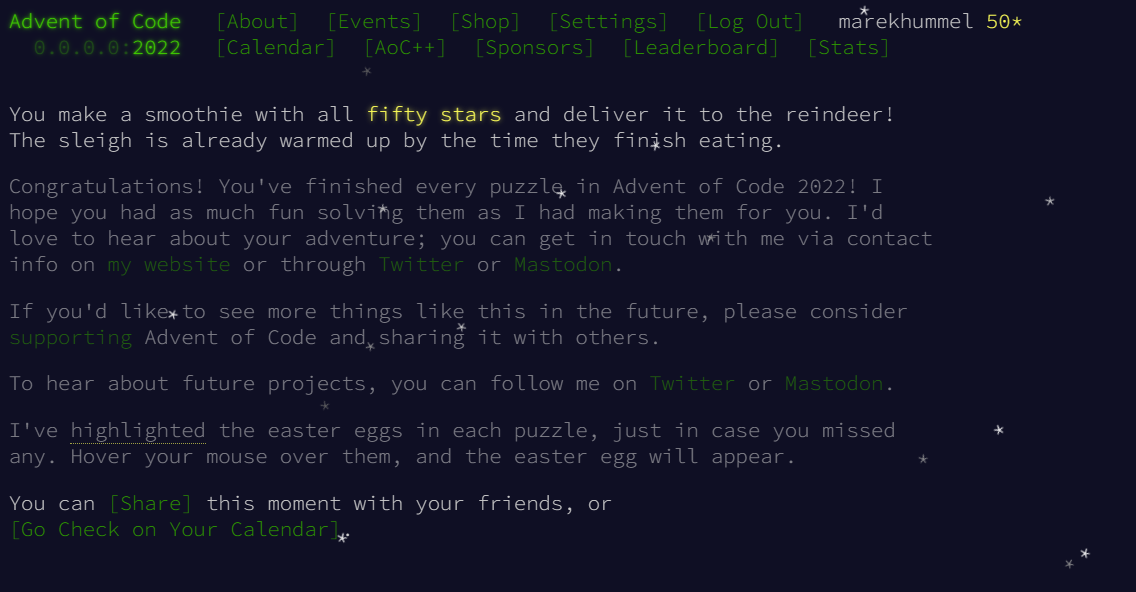 Advent of Code [About] [Events] [Shop] [Settings] [Log Out] marekhummel 50*
0.0.0.0:2022 [Calendar] [AoC++] [Sponsors] [Leaderboard] [Stats]
You make a smoothie with all fifty stars and deliver it to the reindeer!
The sleigh is already warmed up by the time they finish eating.
Congratulations! You've finished every puzzle in Advent of Code 2022! I
hope you had as much fun solving them as I had making them for you. I'd
love to hear about your adventure; you can get in touch with me via contact
info on my website or through Twitter or Mastodon.
If you'd like to see more things like this in the future, please consider
supporting Advent of Code and sharing it with others.
To hear about future projects, you can follow me on Twitter or Mastodon.
I've highlighted the easter eggs in each puzzle, just in case you missed
any. Hover your mouse over them, and the easter egg will appear.
You can [Share] this moment with your friends, or
[Go Check on Your Calendar].